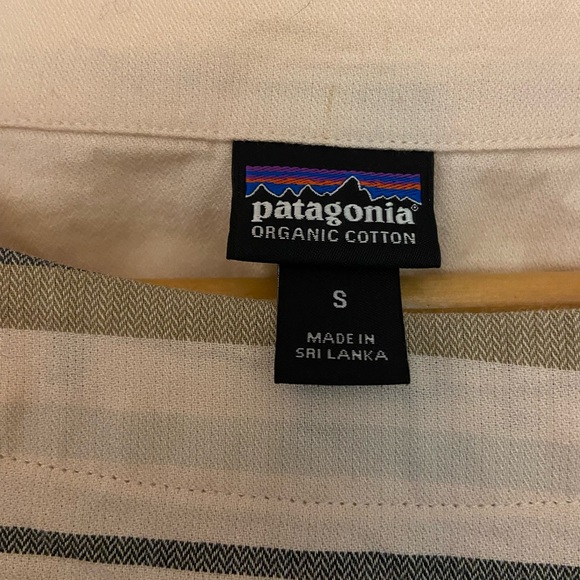 patagonia®
ORGANIC COTTON
S
MADE IN
SRI LANKA